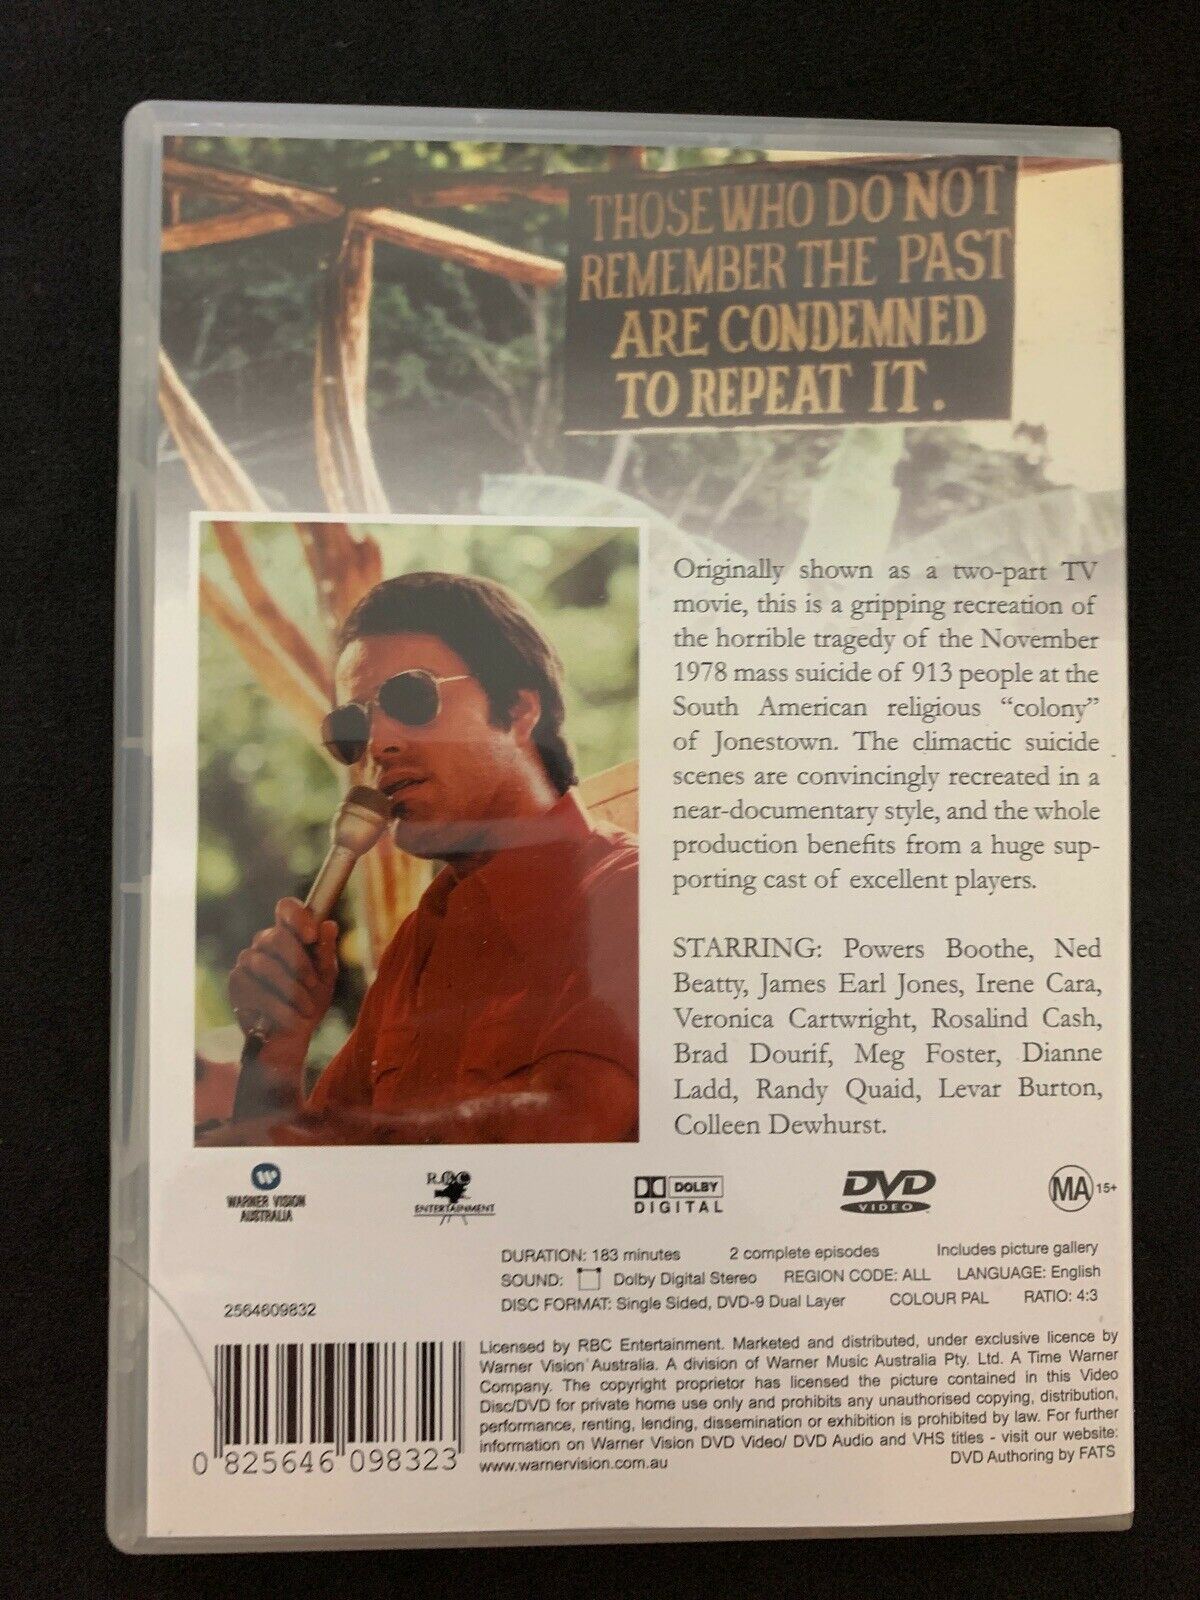 THOSE WHO DO NOT
REMEMBER THE PAST
ARE CONDEMNED
TO REPEAT IT.
Originally shown as a two-part TV
movie, this is a gripping recreation of
the horrible tragedy of the November
1978 mass suicide of 913 people at the
South American religious “colony”
of Jonestown. The climactic suicide
scenes are convincingly recreated in a
near-documentary style, and the whole
production benefits from a huge sup-
porting cast of excellent players.
STARRING: Powers Boothe, Ned
Beatty, James Earl Jones, Irene Cara,
Veronica Cartwright, Rosalind Cash,
Brad Dourif, Meg Foster, Dianne
Ladd, Randy Quaid, Levar Burton,
Colleen Dewhurst.
W
WARNER VISION
AUSTRALIA
RBC
ENTERTAINMENT
DOLBY
DIGITAL
DVD
VIDEO
MA 15+
DURATION: 183 minutes 2 complete episodes Includes picture gallery
SOUND: Dolby Digital Stereo REGION CODE: ALL LANGUAGE: English
DISC FORMAT: Single Sided, DVD-9 Dual Layer COLOUR PAL RATIO: 4:3
2564609832
0 825646 098323
Licensed by RBC Entertainment. Marketed and distributed, under exclusive licence by
Warner Vision Australia. A division of Warner Music Australia Pty. Ltd. A Time Warner
Company. The copyright proprietor has licensed the picture contained in this Video
Disc/DVD for private home use only and prohibits any unauthorised copying, distribution,
performance, renting, lending, dissemination or exhibition is prohibited by law. For further
information on Warner Vision DVD Video/ DVD Audio and VHS titles - visit our website:
www.warnervision.com.au DVD Authoring by FATS